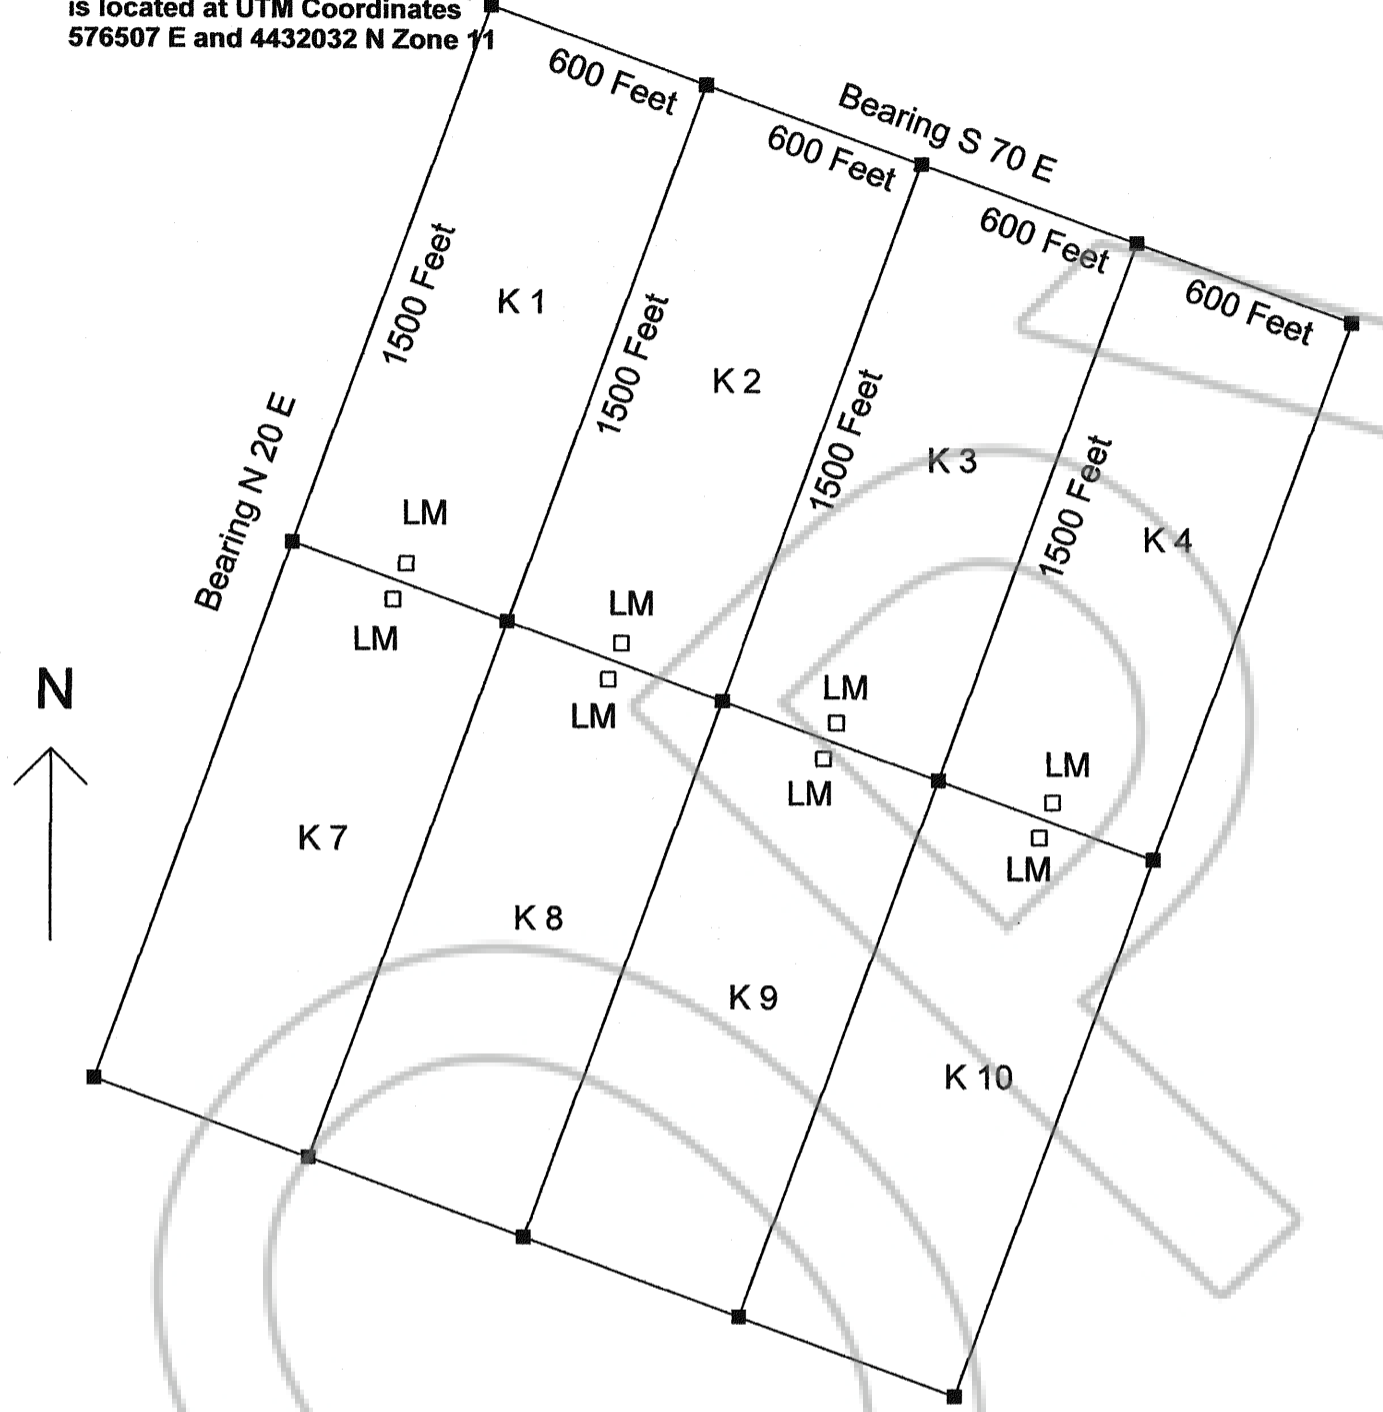 is located at UTM Coordinates
576507 E and 4432032 N Zone 11
600 Feet
Bearing S 70 E
600 Feet
600 Feet
600 Feet
1500 Feet
K 1
1500 Feet
K 2
1500 Feet
K 3
1500 Feet
K 4
Bearing N 20 E
LM
LM
LM
LM
LM
LM
LM
LM
N
K 7
K 8
K 9
K 10